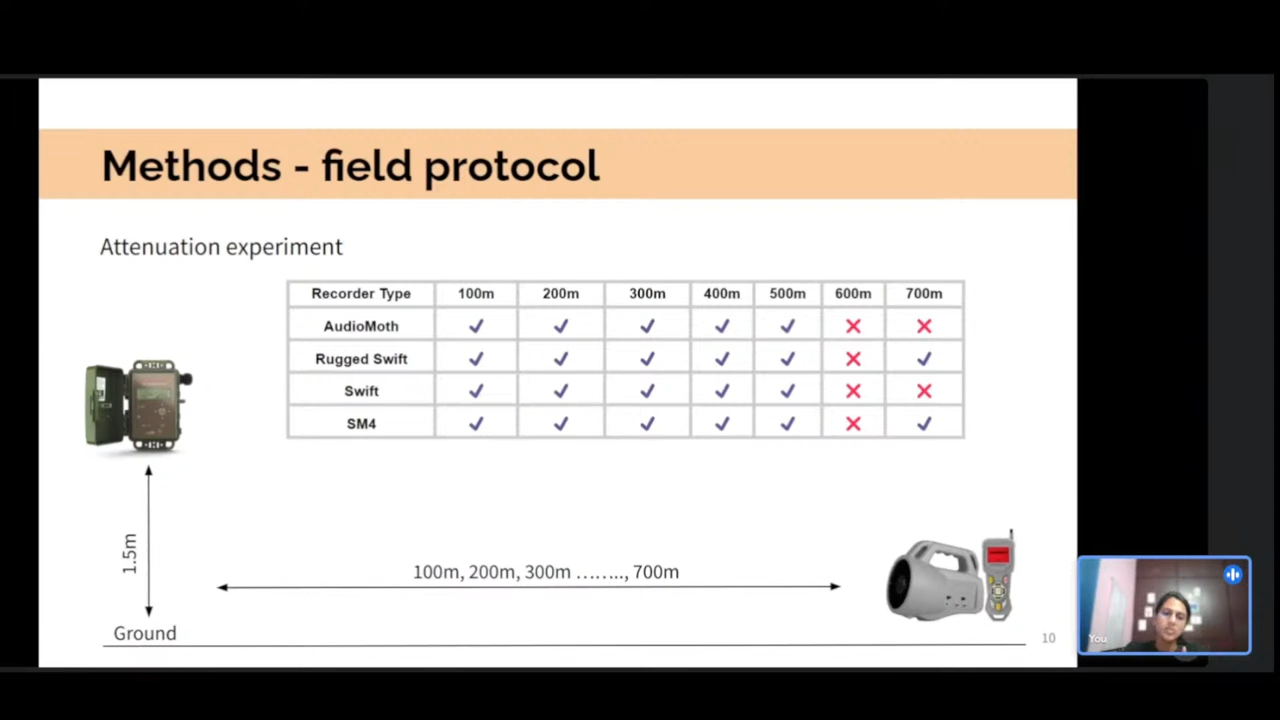 Methods - field protocol
Attenuation experiment
Recorder Type 100m 200m 300m 400m 500m 600m 700m
AudioMoth ✓ ✓ ✓ ✓ ✓ ✕ ✕
Rugged Swift ✓ ✓ ✓ ✓ ✓ ✕ ✓
Swift ✓ ✓ ✓ ✓ ✓ ✕ ✕
SM4 ✓ ✓ ✓ ✓ ✓ ✕ ✓
1.5m
100m, 200m, 300m …….., 700m
Ground
10
You